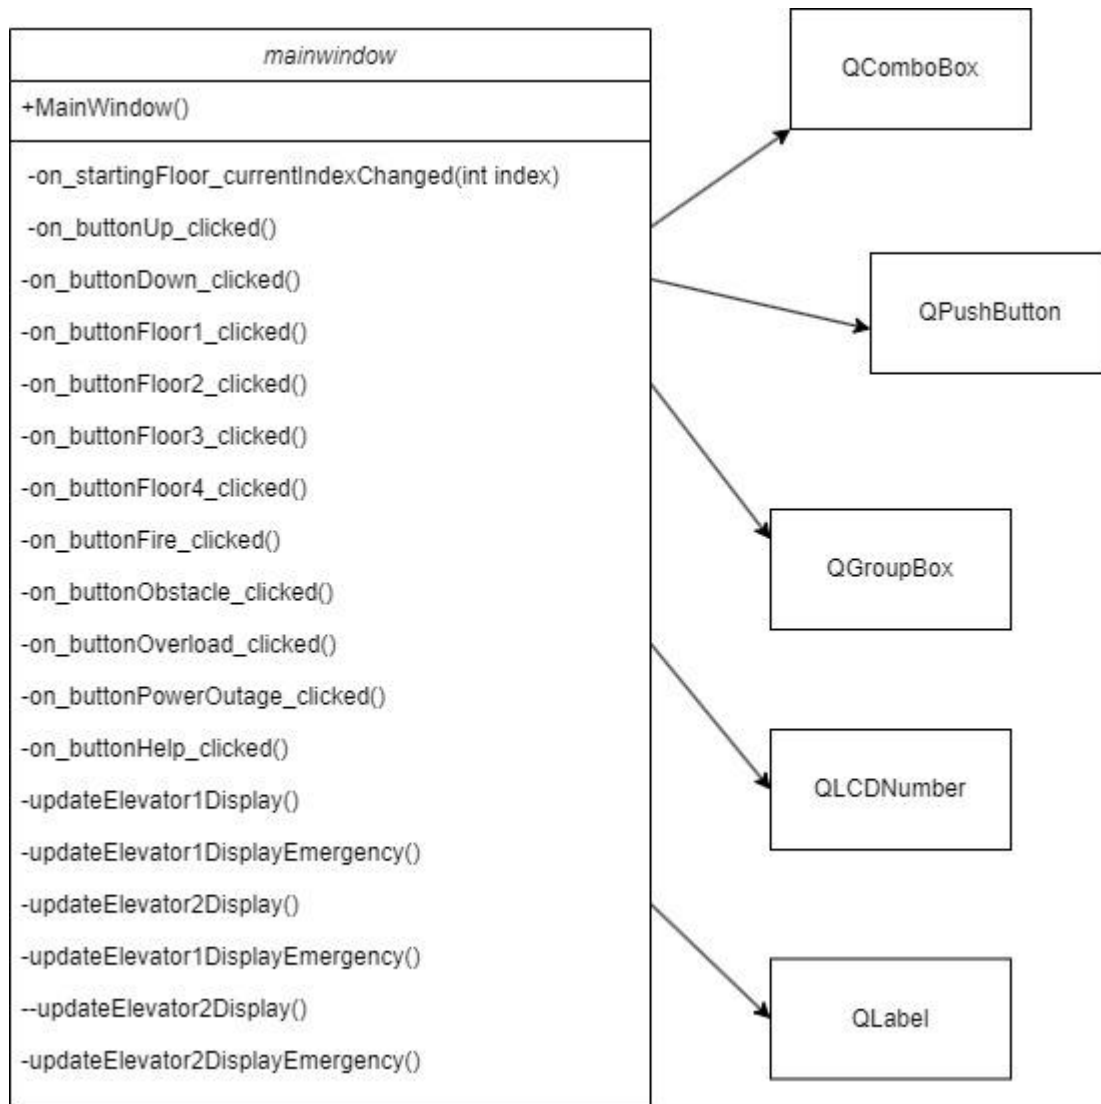 mainwindow
+MainWindow()
-on_startingFloor_currentIndexChanged(int index)
-on_buttonUp_clicked()
-on_buttonDown_clicked()
-on_buttonFloor1_clicked()
-on_buttonFloor2_clicked()
-on_buttonFloor3_clicked()
-on_buttonFloor4_clicked()
-on_buttonFire_clicked()
-on_buttonObstacle_clicked()
-on_buttonOverload_clicked()
-on_buttonPowerOutage_clicked()
-on_buttonHelp_clicked()
-updateElevator1Display()
-updateElevator1DisplayEmergency()
-updateElevator2Display()
-updateElevator1DisplayEmergency()
--updateElevator2Display()
-updateElevator2DisplayEmergency()
QComboBox
QPushButton
QGroupBox
QLCDNumber
QLabel